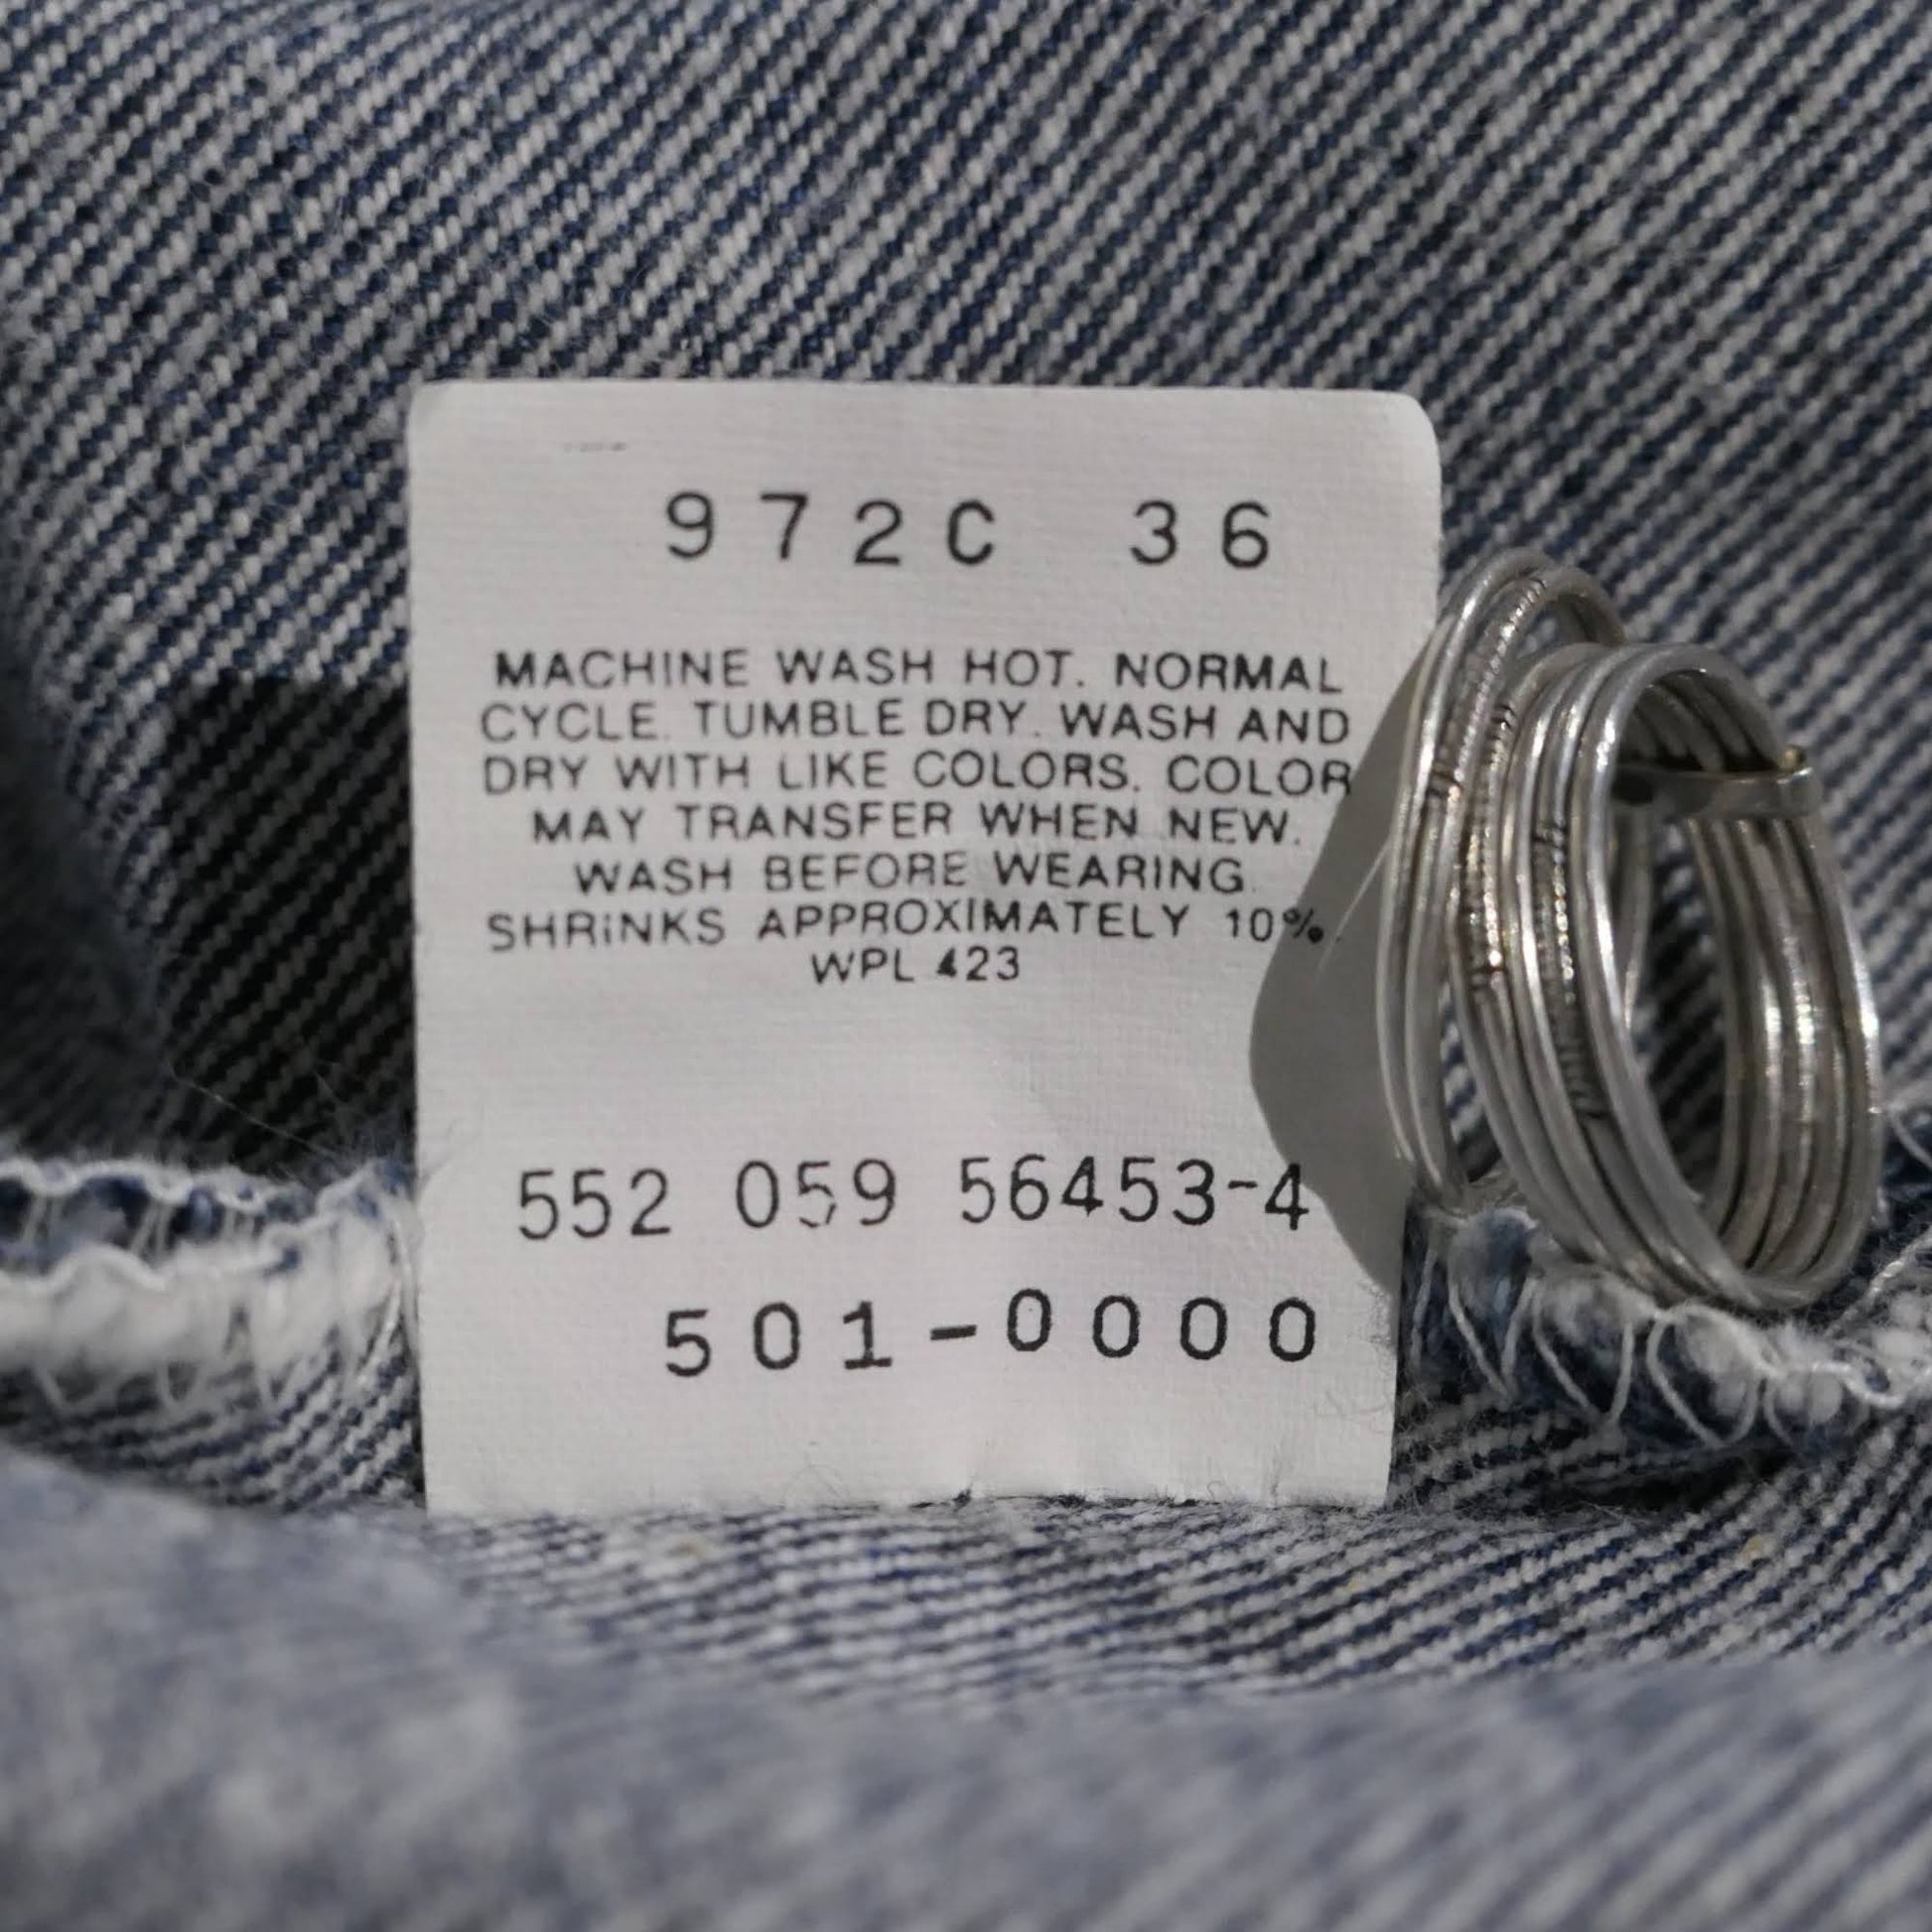 972C 36
MACHINE WASH HOT. NORMAL
CYCLE. TUMBLE DRY. WASH AND
DRY WITH LIKE COLORS. COLOR
MAY TRANSFER WHEN NEW.
WASH BEFORE WEARING.
SHRiNKS APPROXIMATELY 10%.
WPL 423
552 059 56453-4
501-0000